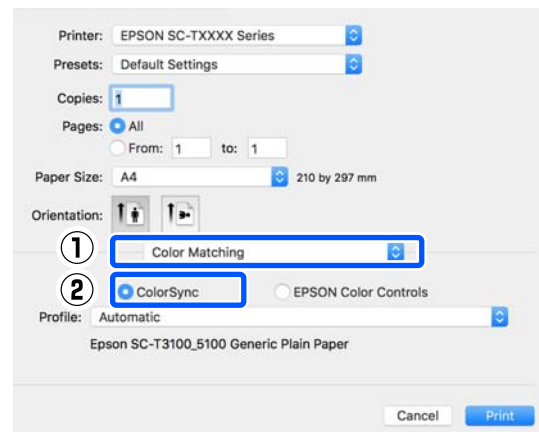 Printer: EPSON SC-TXXXX Series
Presets: Default Settings
Copies: 1
Pages: All
From: 1 to: 1
Paper Size: A4 210 by 297 mm
Orientation:
① Color Matching
② ColorSync EPSON Color Controls
Profile: Automatic
Epson SC-T3100_5100 Generic Plain Paper
Cancel Print